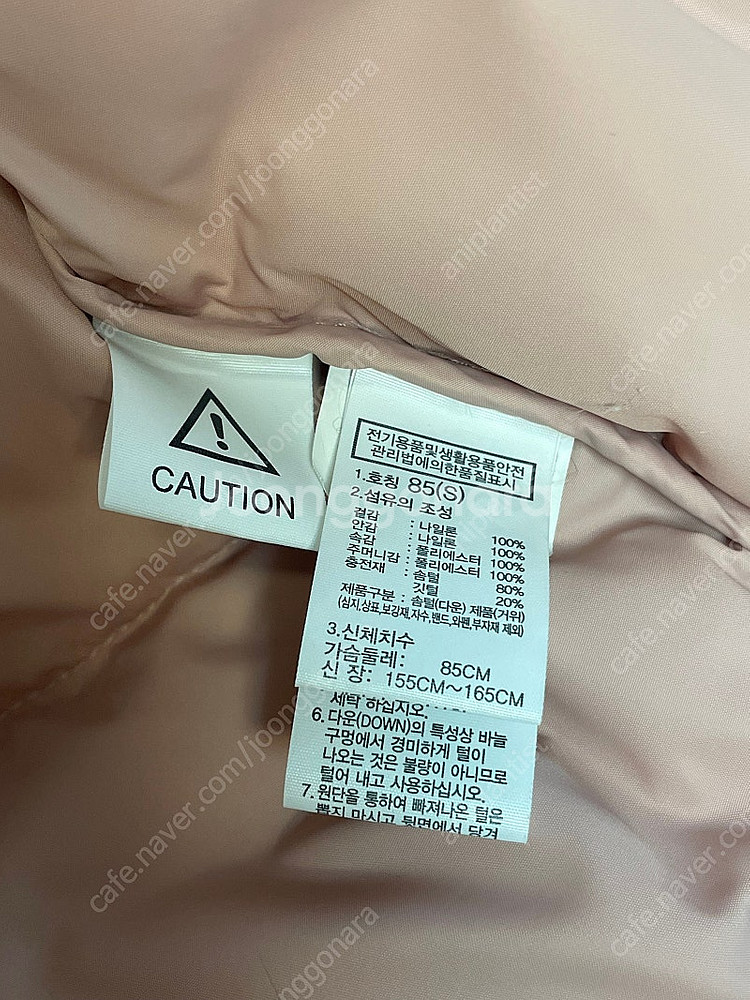 CAUTION
전기용품및생활용품안전
관리법에의한품질표시
1.호칭 85(S)
2.섬유의 조성
겉감 : 나일론 100%
안감 : 나일론 100%
속감 : 폴리에스터 100%
주머니감 : 폴리에스터 100%
충전재 : 솜털 80%
깃털 20%
제품구분 : 솜털(다운) 제품(거위)
(심지,상표,보강재,자수,밴드,와펜,부자재 제외)
3.신체치수
가슴둘레: 85CM
신 장: 155CM~165CM
세탁 하십시오.
6.다운(DOWN)의 특성상 바늘
구멍에서 경미하게 털이
나오는 것은 불량이 아니므로
털어 내고 사용하십시오.
7.원단을 통하여 빠져나온 털은
뽑지 마시고 뒷면에서 당겨
cafe.naver.com/joonggonara
aniplantist
Joonggonara